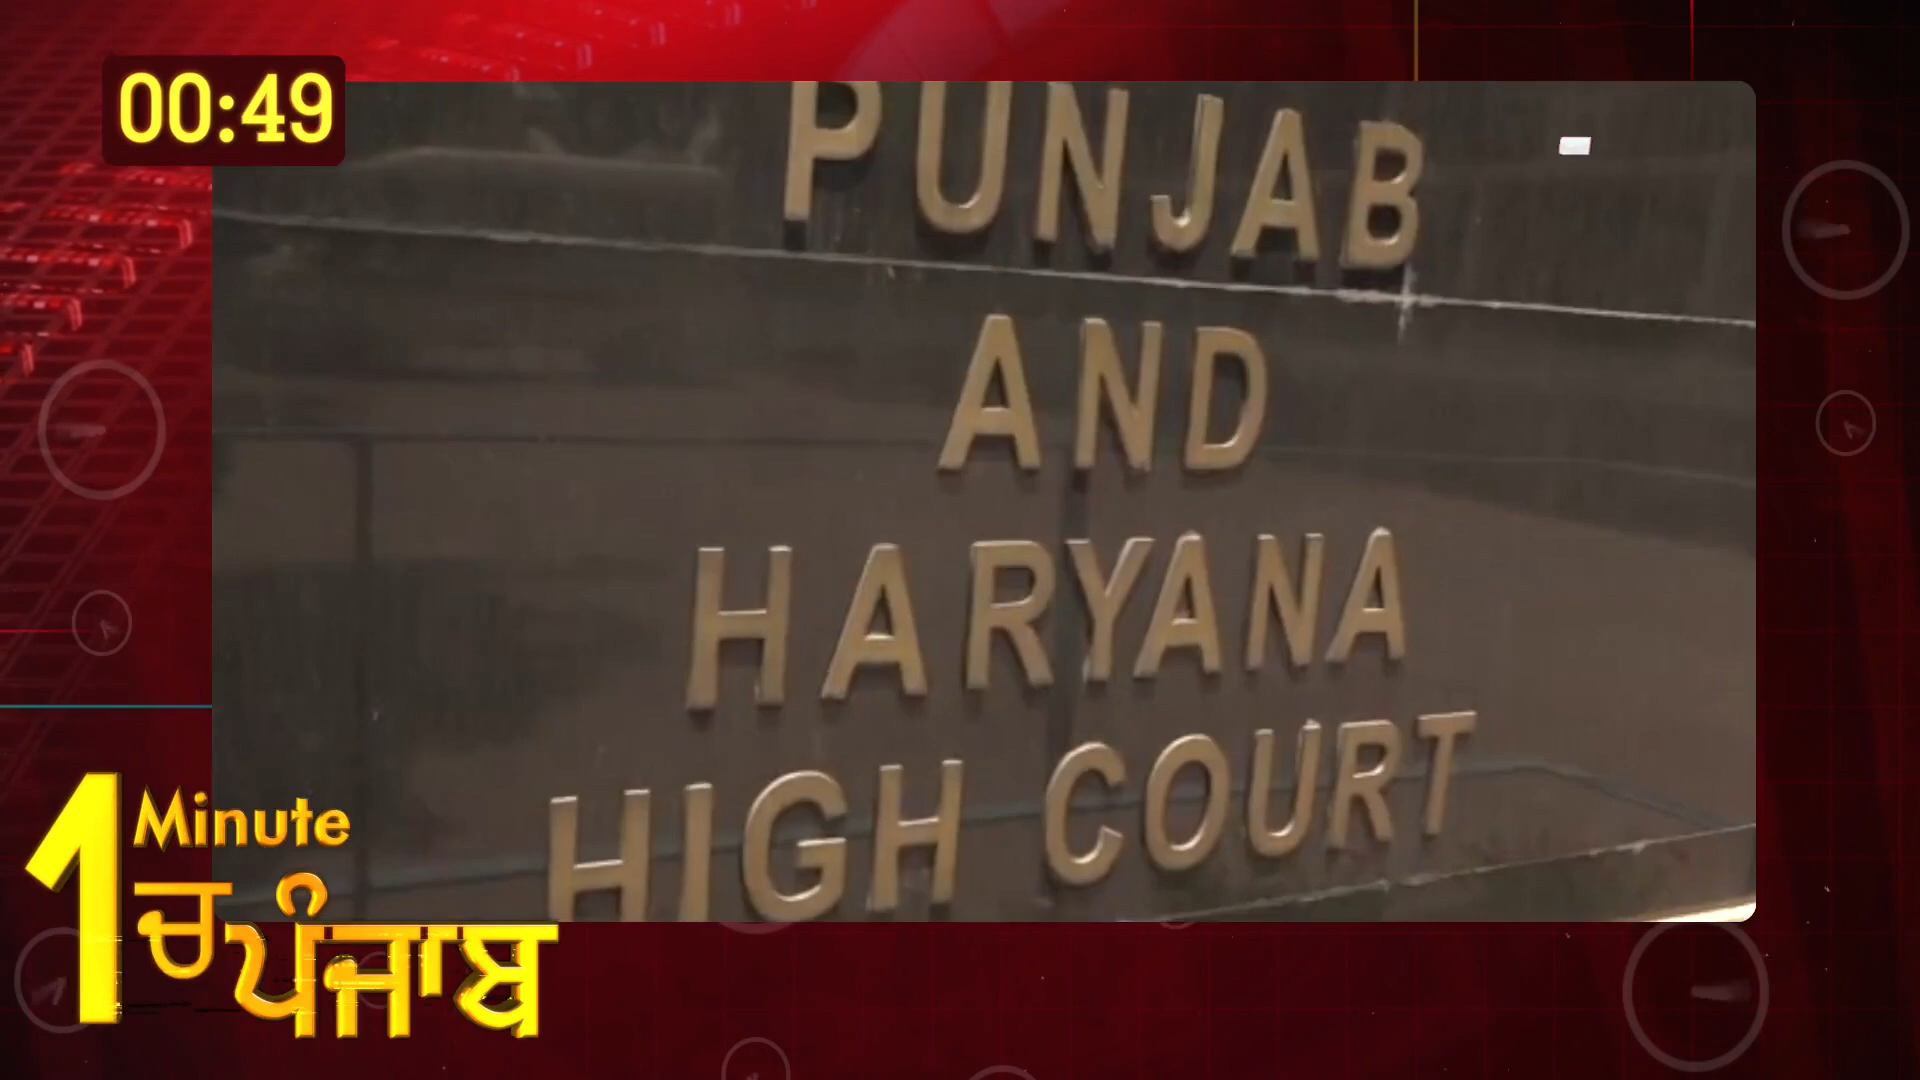 00:49
PUNJAB
AND
HARYANA
HIGH COURT
1 Minute
ਚ ਪੰਜਾਬ